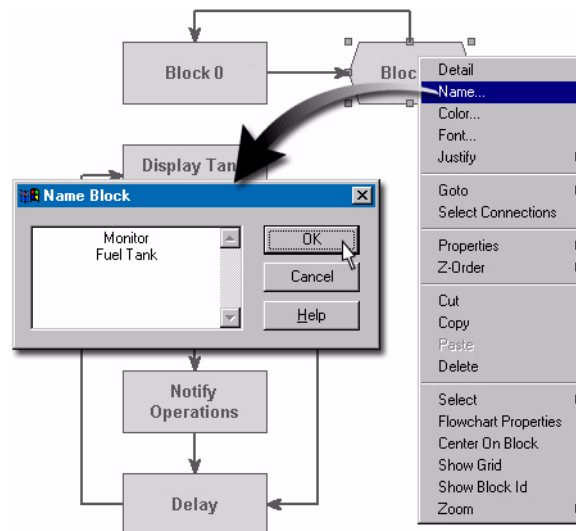 Block 0
Bloc
Display Tan
Name Block
Monitor
Fuel Tank
OK
Cancel
Help
Notify
Operations
Delay
Detail
Name...
Color...
Font...
Justify
Goto
Select Connections
Properties
Z-Order
Cut
Copy
Paste
Delete
Select
Flowchart Properties
Center On Block
Show Grid
Show Block Id
Zoom